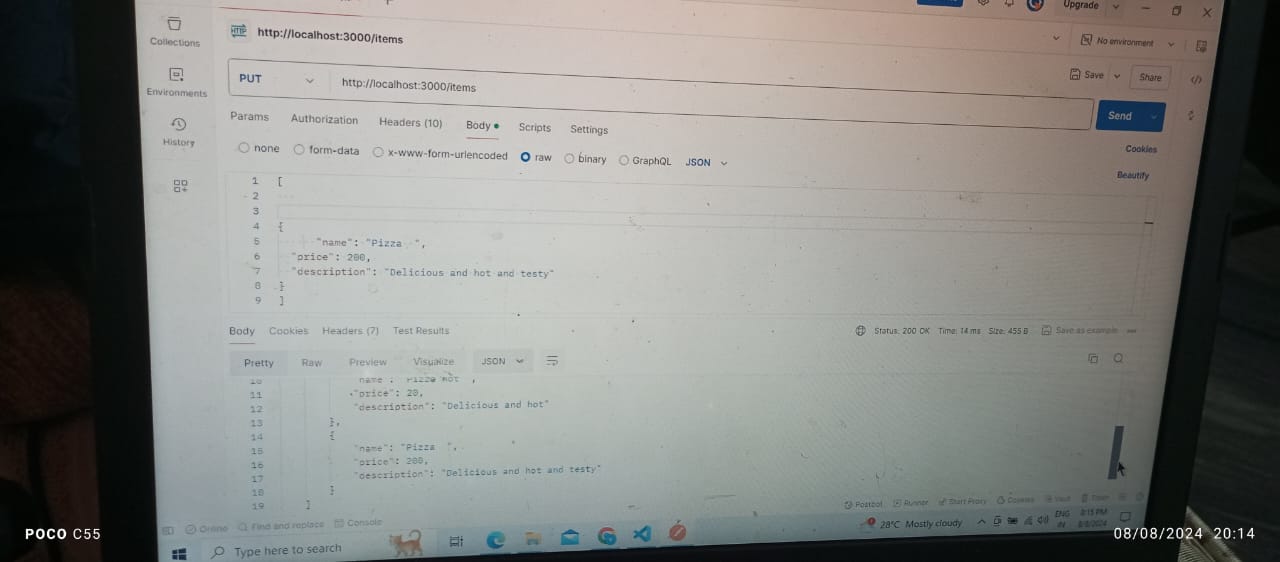 Upgrade
Collections
HTTP http://localhost:3000/items
No environment
Environments
PUT
http://localhost:3000/items
Save
Share
History
Params Authorization Headers (10) Body Scripts Settings
Send
Cookies
none form-data x-www-form-urlencoded raw binary GraphQL JSON
Beautify
1 [
2
3
4 {
5 "name": "Pizza  ",
6 "price": 200,
7 "description": "Delicious and hot and testy"
8 }
9 ]
Body Cookies Headers (7) Test Results
Status: 200 OK Time: 14 ms Size: 455 B Save as example
Pretty Raw Preview Visualize JSON
10 name : Pizza Hot ,
11 "price": 20,
12 "description": "Delicious and hot"
13 },
14 {
15 "name": "Pizza  ",
16 "price": 200,
17 "description": "Delicious and hot and testy"
18 }
19 ]
Online Find and replace Console
Postbot Runner Start Proxy Cookies Vault Trash
Type here to search
28°C Mostly cloudy
ENG
IN
8:15 PM
8/8/2024
POCO C55
08/08/2024 20:14